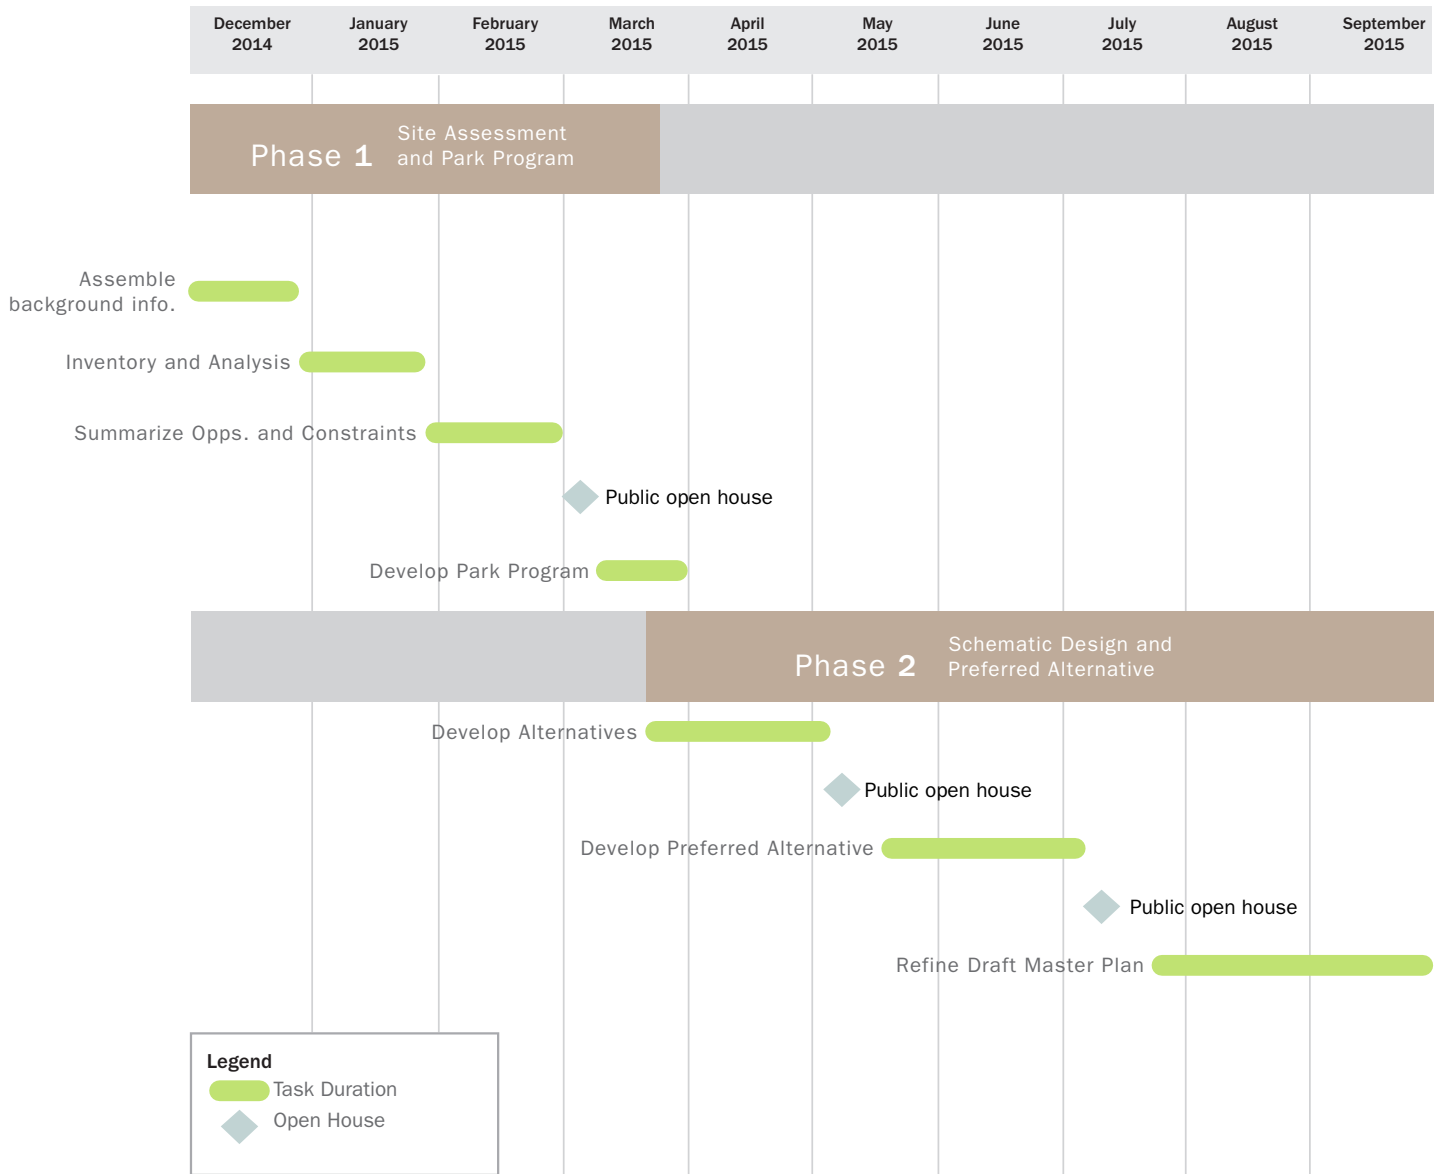 December January February March April May June July August September
2014 2015 2015 2015 2015 2015 2015 2015 2015 2015
Phase 1 Site Assessment
and Park Program
Assemble
background info.
Inventory and Analysis
Summarize Opps. and Constraints
Public open house
Develop Park Program
Phase 2 Schematic Design and
Preferred Alternative
Develop Alternatives
Public open house
Develop Preferred Alternative
Public open house
Refine Draft Master Plan
Legend
Task Duration
Open House